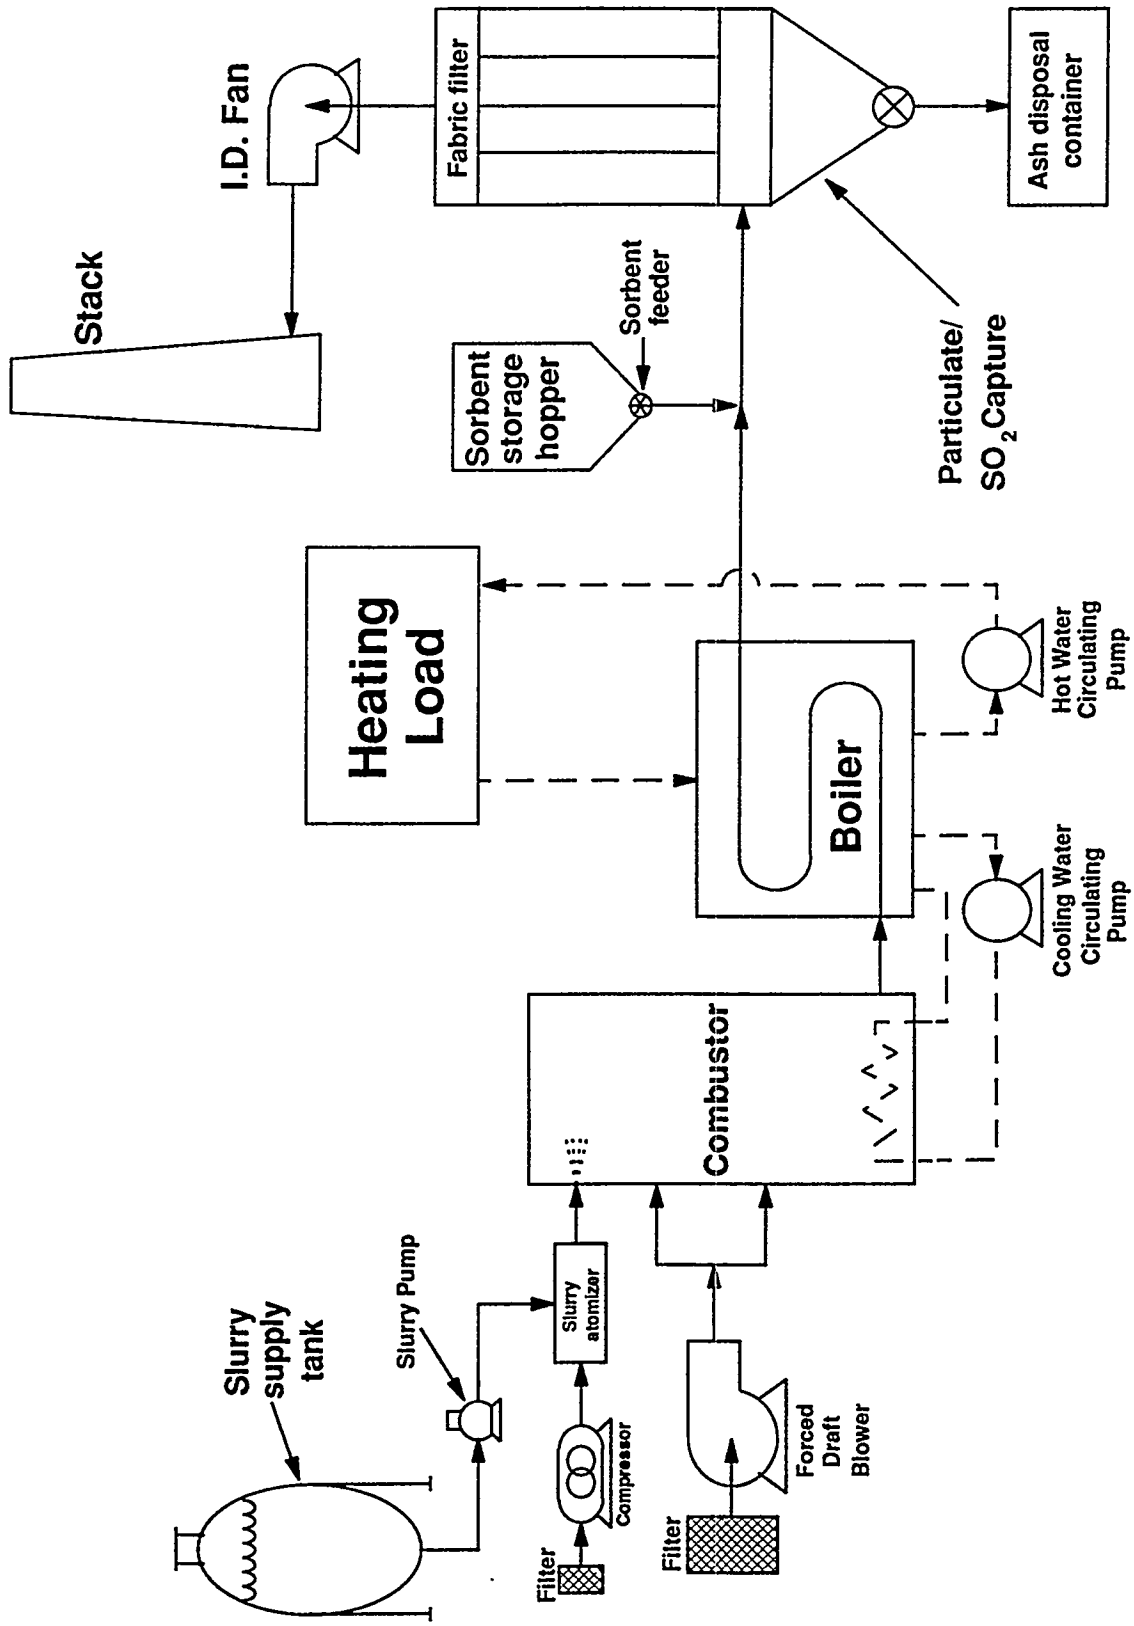 Slurry
supply
tank
Slurry Pump
Slurry
atomizer
Filter
Compressor
Filter
Forced
Draft
Blower
Combustor
Cooling Water
Circulating
Pump
Boiler
Hot Water
Circulating
Pump
Heating
Load
Sorbent
storage
hopper
Sorbent
feeder
Stack
I.D. Fan
Fabric filter
Particulate/
SO2 Capture
Ash disposal
container